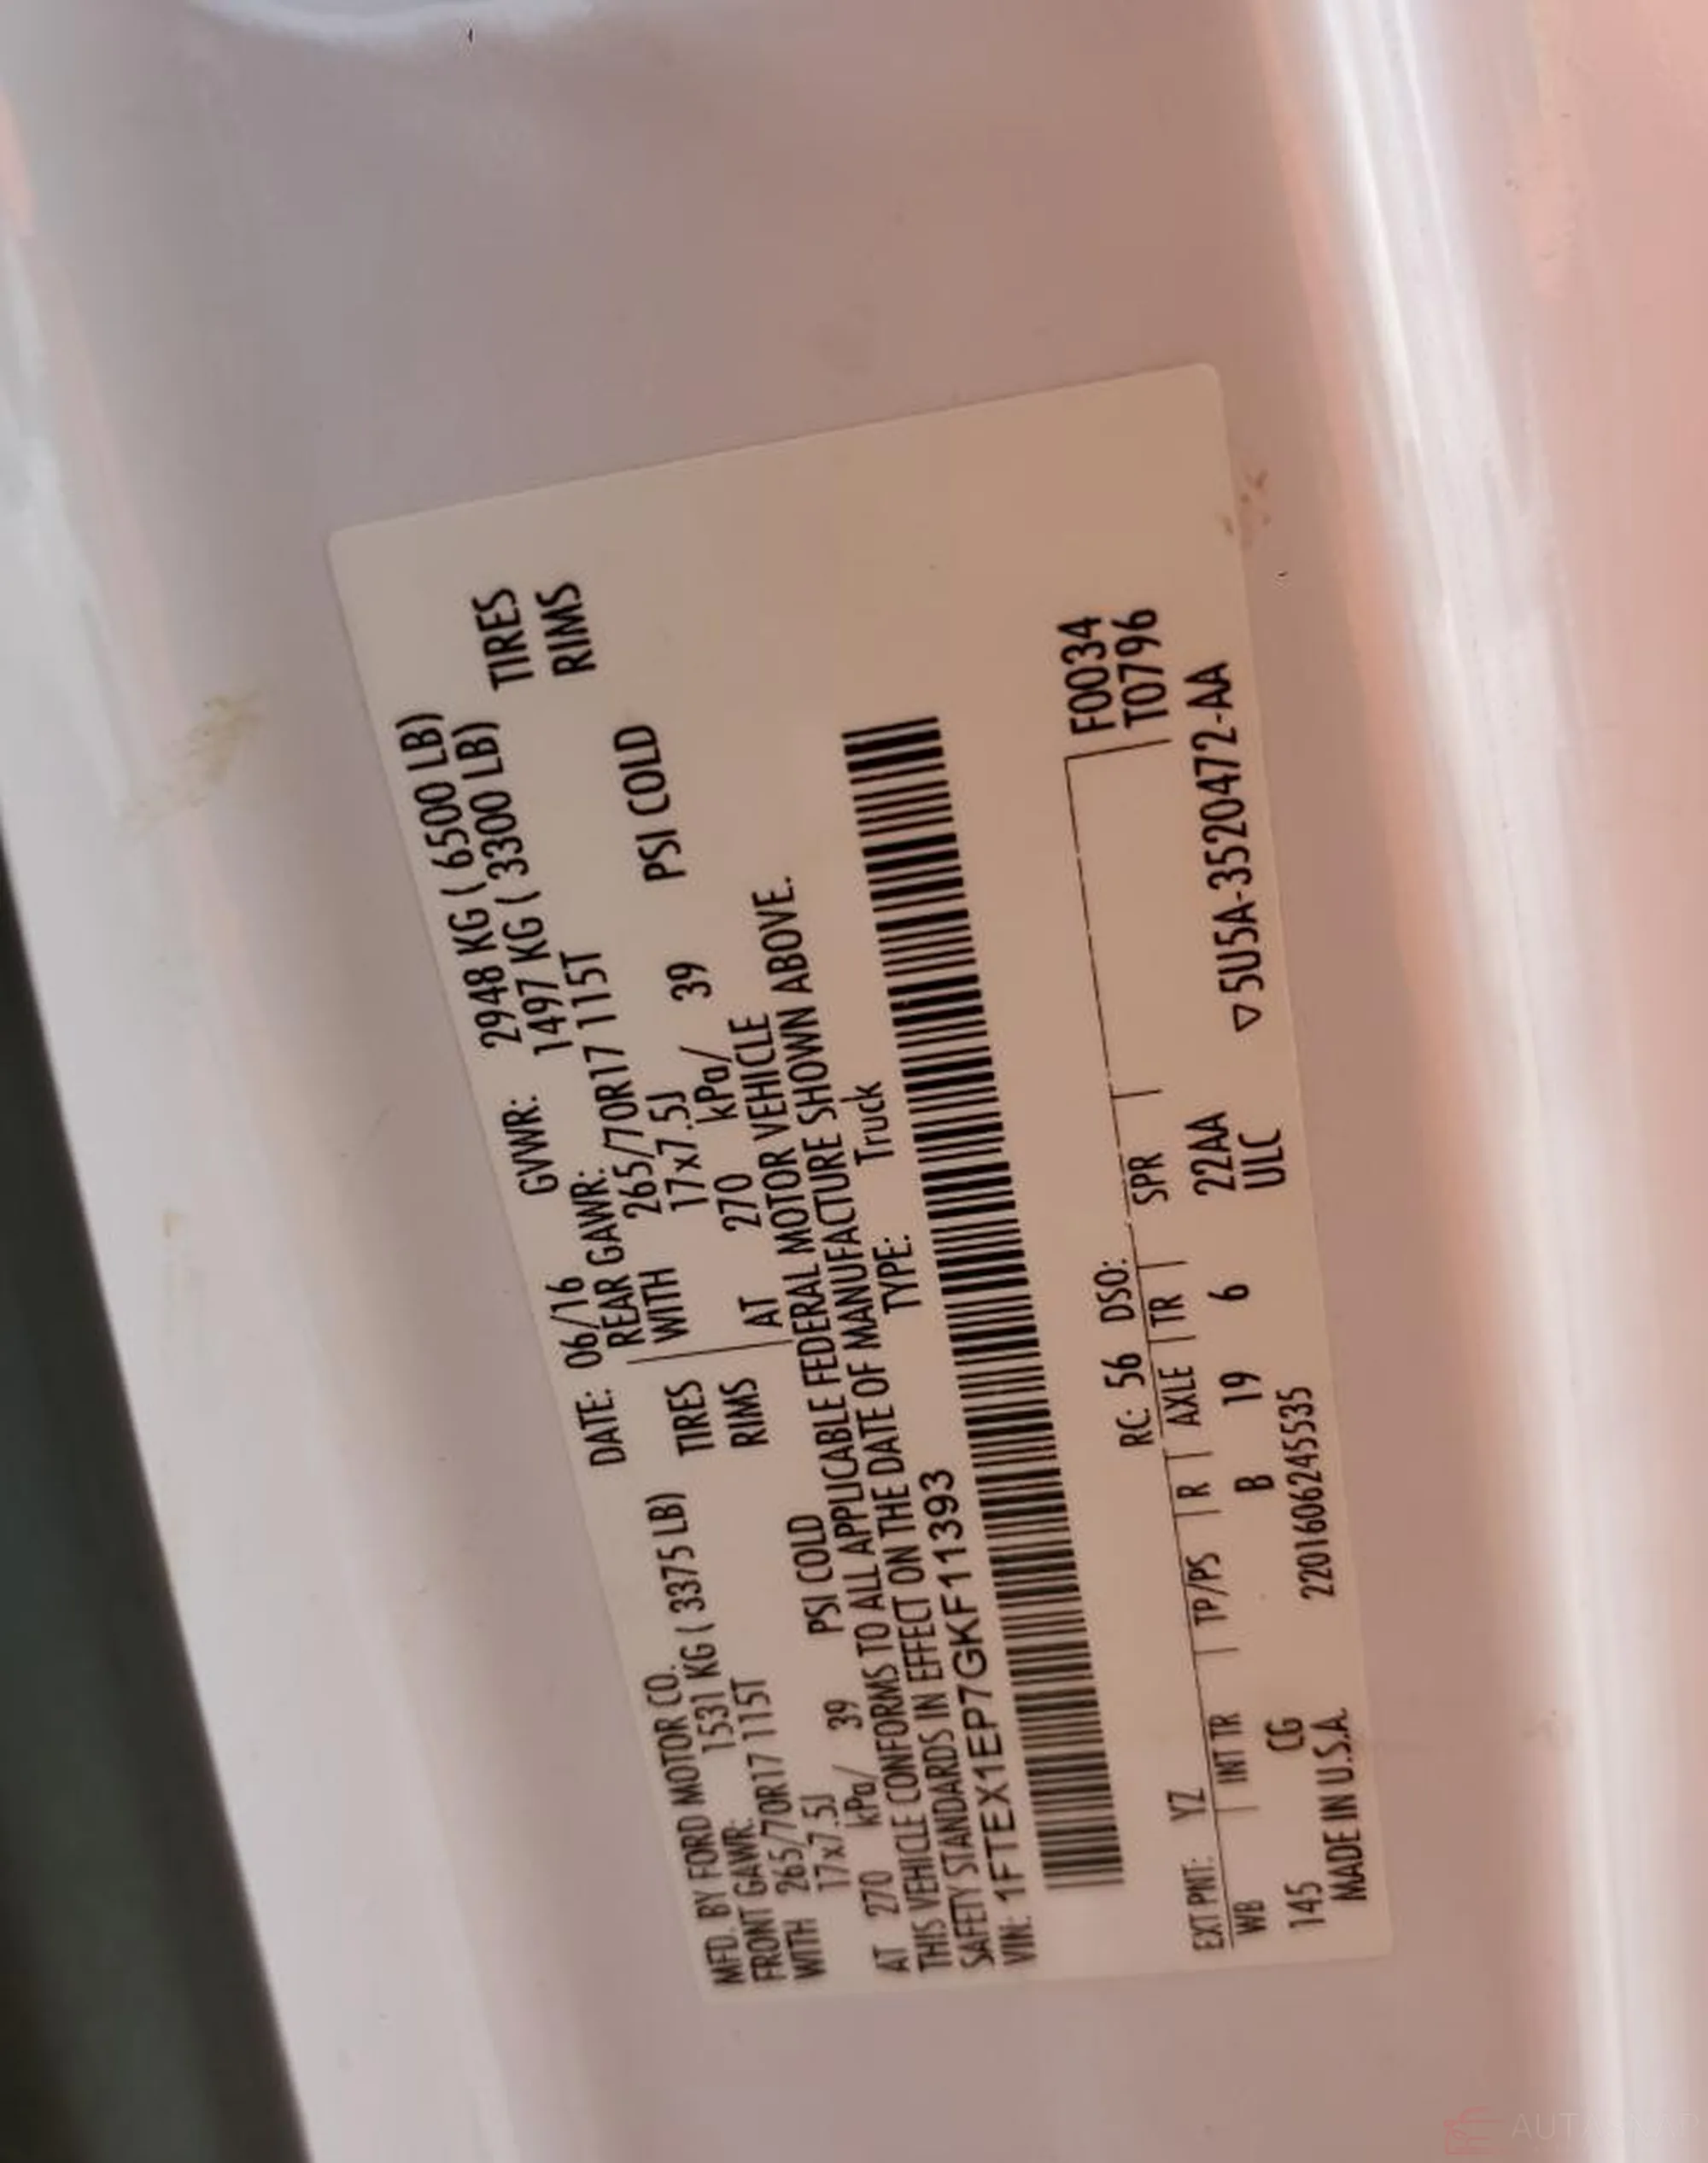 MFD. BY FORD MOTOR CO. DATE: 06/16 GVWR: 2948 KG ( 6500 LB)
FRONT GAWR: 1531 KG ( 3375 LB) REAR GAWR: 1497 KG ( 3300 LB)
WITH 265/70R17 115T TIRES WITH 265/70R17 115T TIRES
17x7.5J RIMS 17x7.5J RIMS
AT 270 kPa/ 39 PSI COLD AT 270 kPa/ 39 PSI COLD
THIS VEHICLE CONFORMS TO ALL APPLICABLE FEDERAL MOTOR VEHICLE
SAFETY STANDARDS IN EFFECT ON THE DATE OF MANUFACTURE SHOWN ABOVE.
VIN: 1FTEX1EP7GKF11393 TYPE: Truck
F0034
T0796
EXT PNT: YZ RC: 56 DSO:
WB INT TR TP/PS R AXLE TR SPR
145 CG B 19 6 22AA
ULC
MADE IN U.S.A. 2201606245535 ▽5U5A-3520472-AA